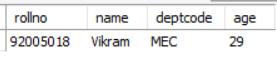 rollno name deptcode age
92005018 Vikram MEC 29